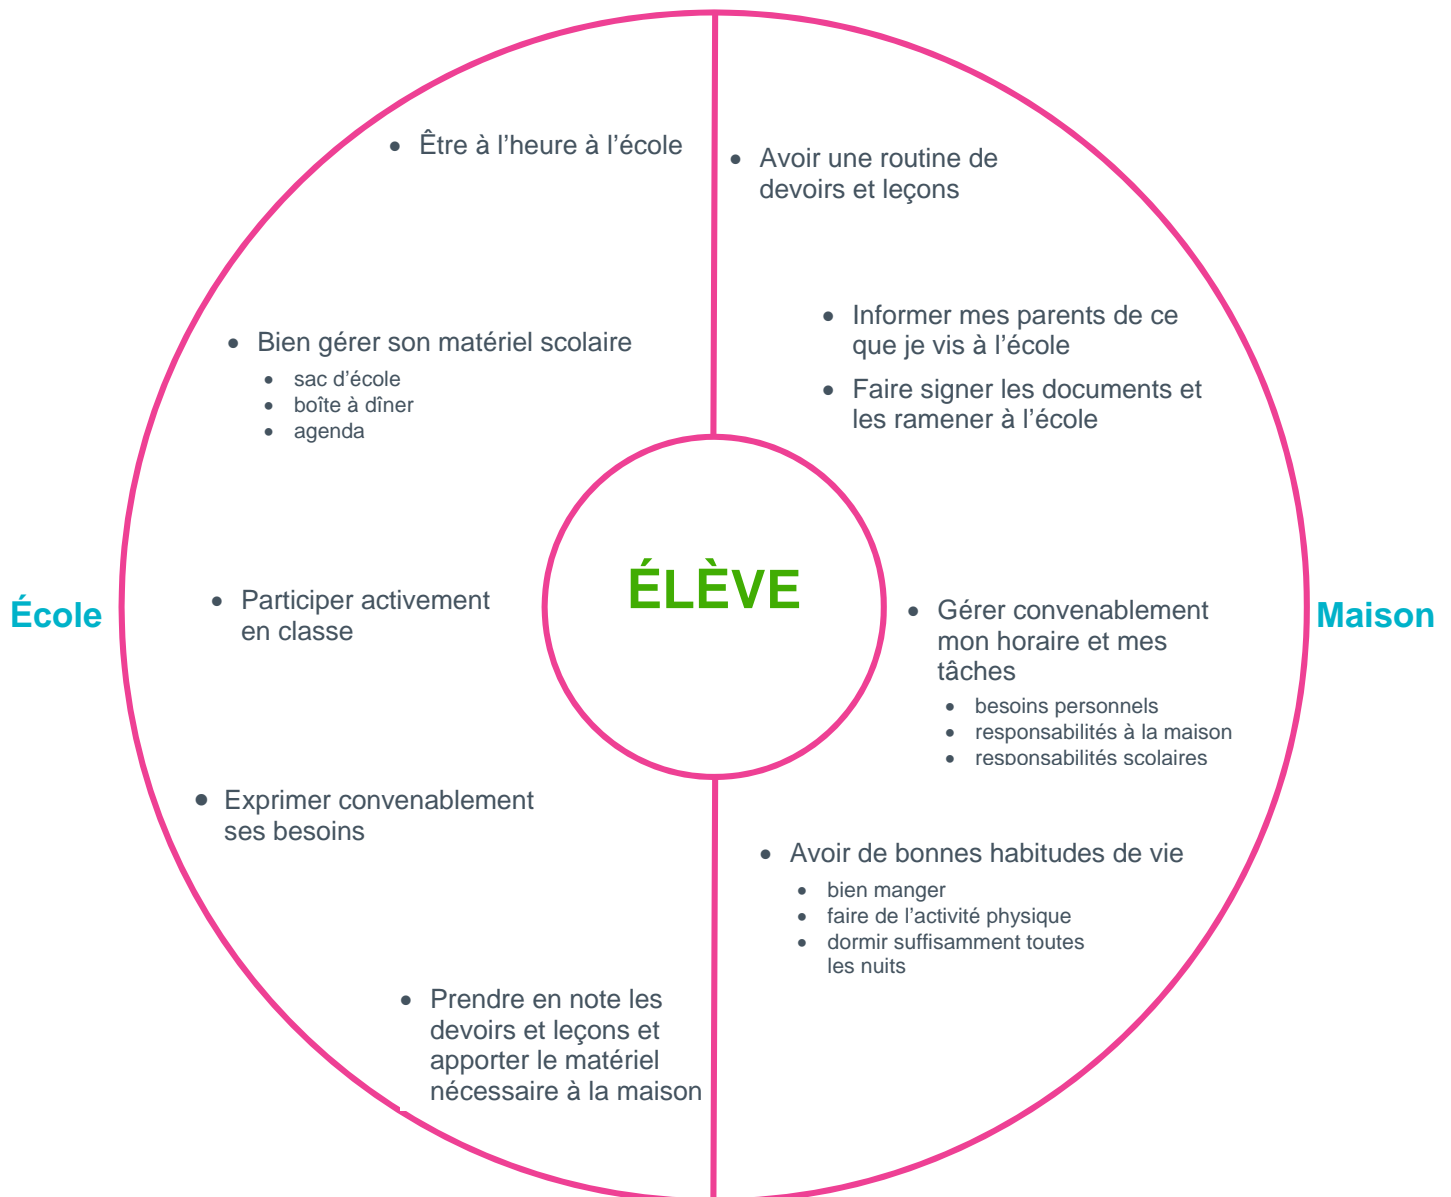 École
• Être à l'heure à l'école
• Bien gérer son matériel scolaire
• sac d'école
• boîte à dîner
• agenda
• Participer activement
en classe
• Exprimer convenablement
ses besoins
• Prendre en note les
devoirs et leçons et
apporter le matériel
nécessaire à la maison
ÉLÈVE
Maison
• Avoir une routine de
devoirs et leçons
• Informer mes parents de ce
que je vis à l'école
• Faire signer les documents et
les ramener à l'école
• Gérer convenablement
mon horaire et mes
tâches
• besoins personnels
• responsabilités à la maison
• responsabilités scolaires
• Avoir de bonnes habitudes de vie
• bien manger
• faire de l'activité physique
• dormir suffisamment toutes
les nuits